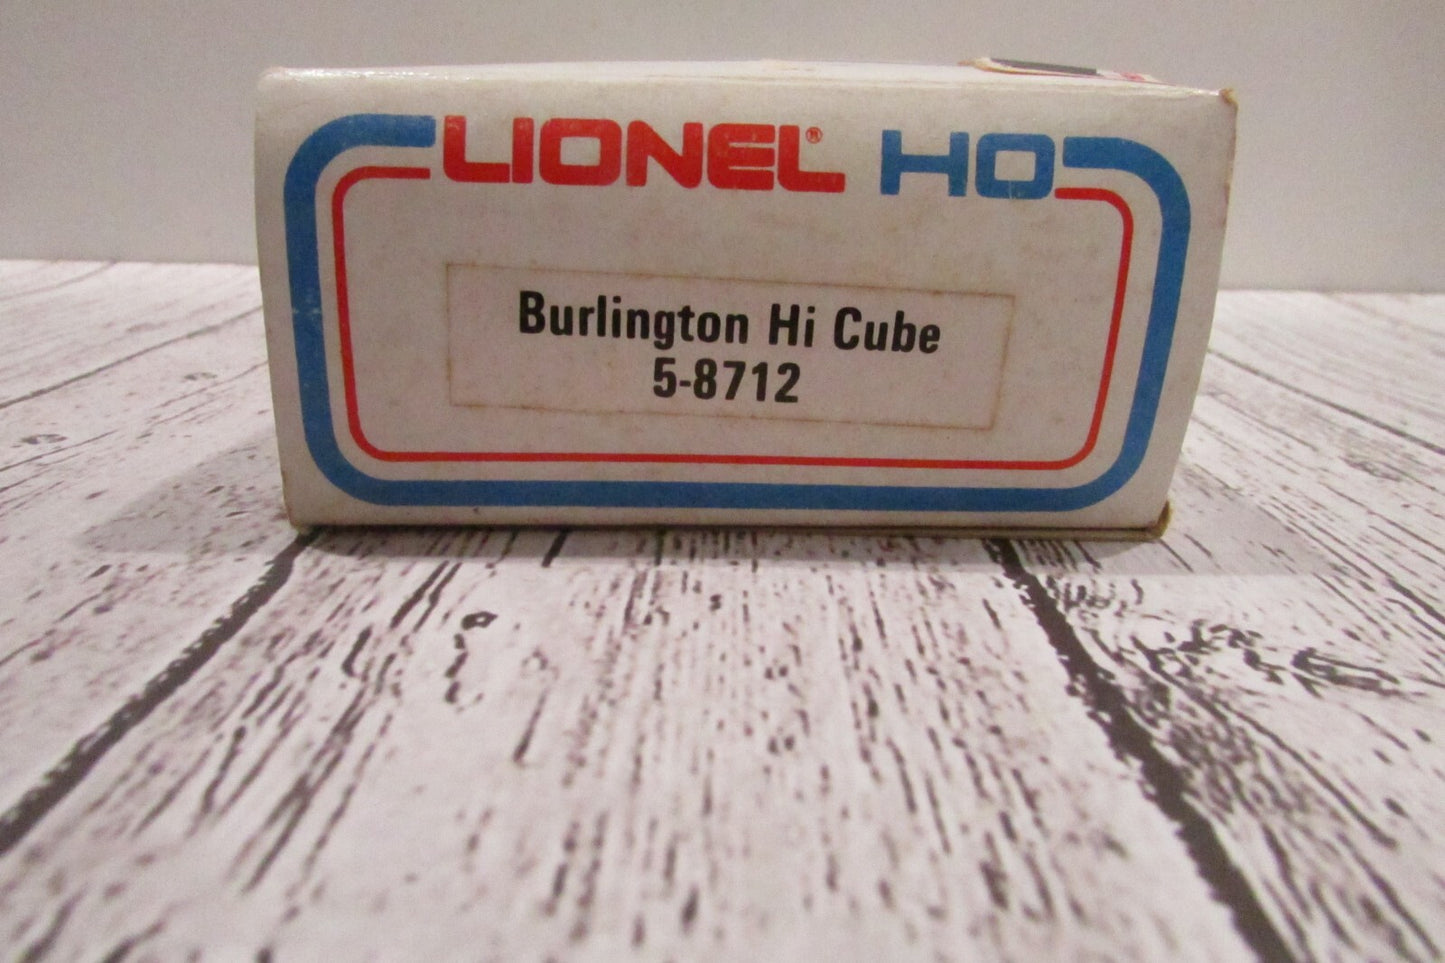 LIONEL® HO
Burlington Hi Cube
5-8712